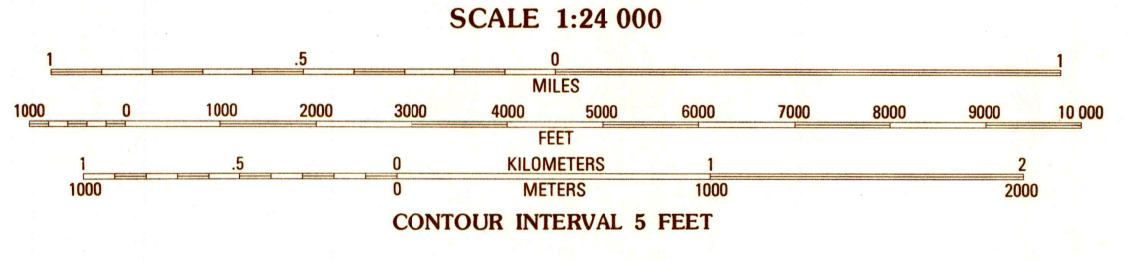 SCALE 1:24 000
1 .5 0 1
MILES
1000 0 1000 2000 3000 4000 5000 6000 7000 8000 9000 10 000
FEET
1 .5 0 KILOMETERS 1 2
1000 0 METERS 1000 2000
CONTOUR INTERVAL 5 FEET